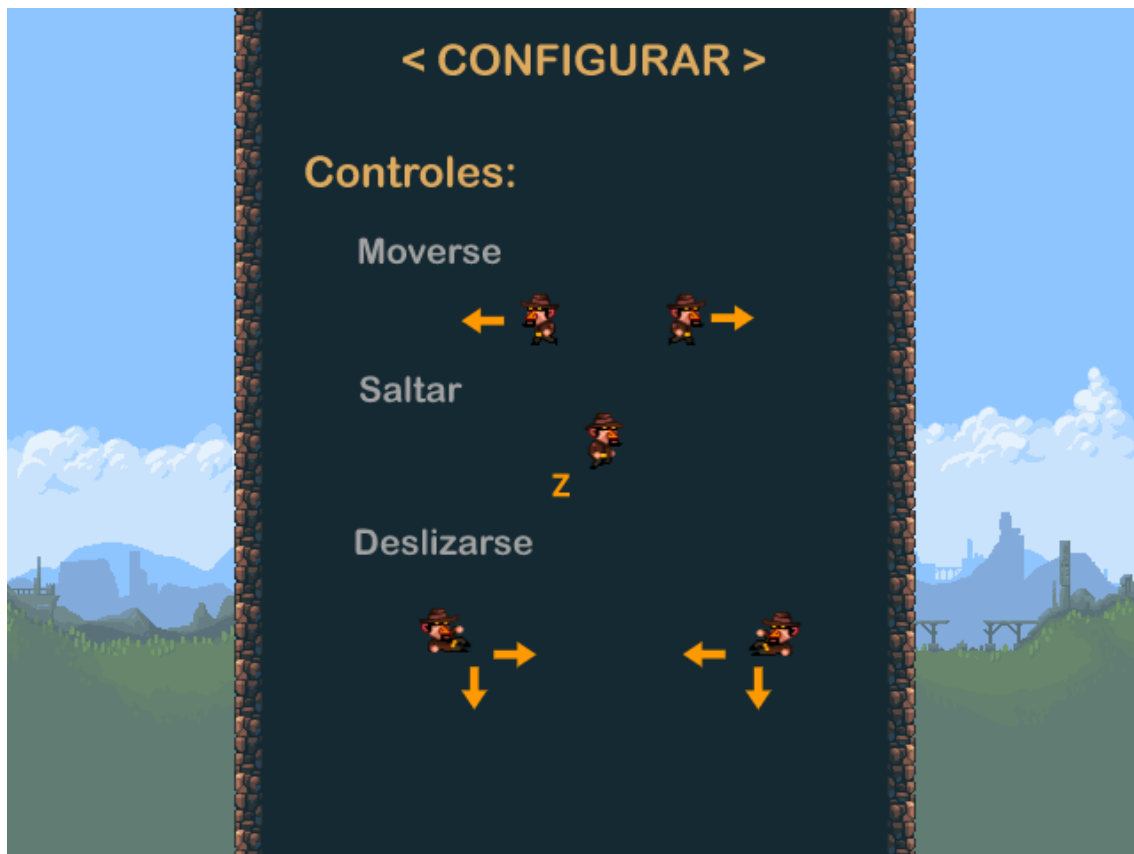 < CONFIGURAR >
Controles:
Moverse
Saltar
Z
Deslizarse